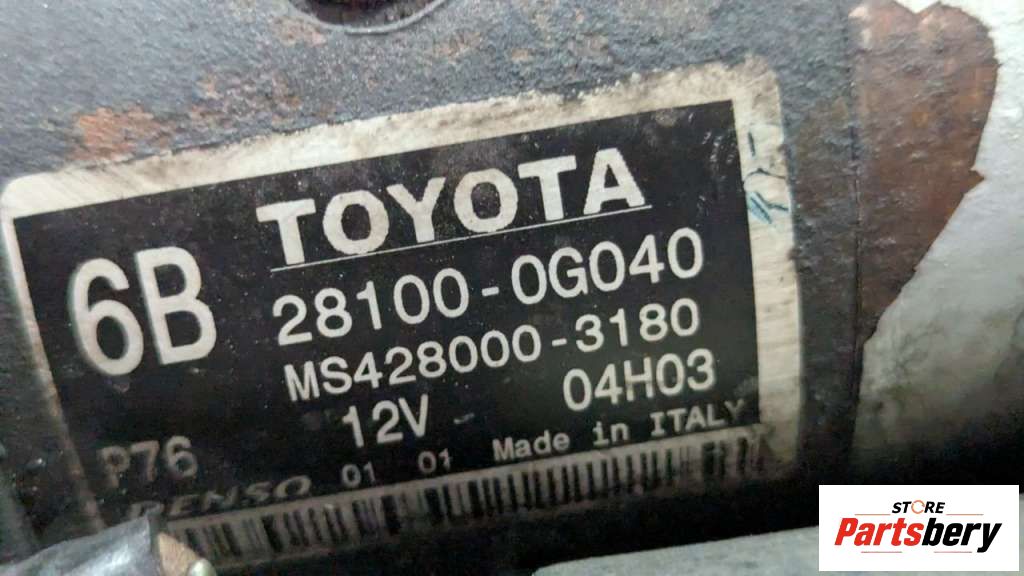 TOYOTA
6B
28100-0G040
MS428000-3180
12V 04H03
P76
01 01 Made in ITALY
DENSO
STORE
Partsbery